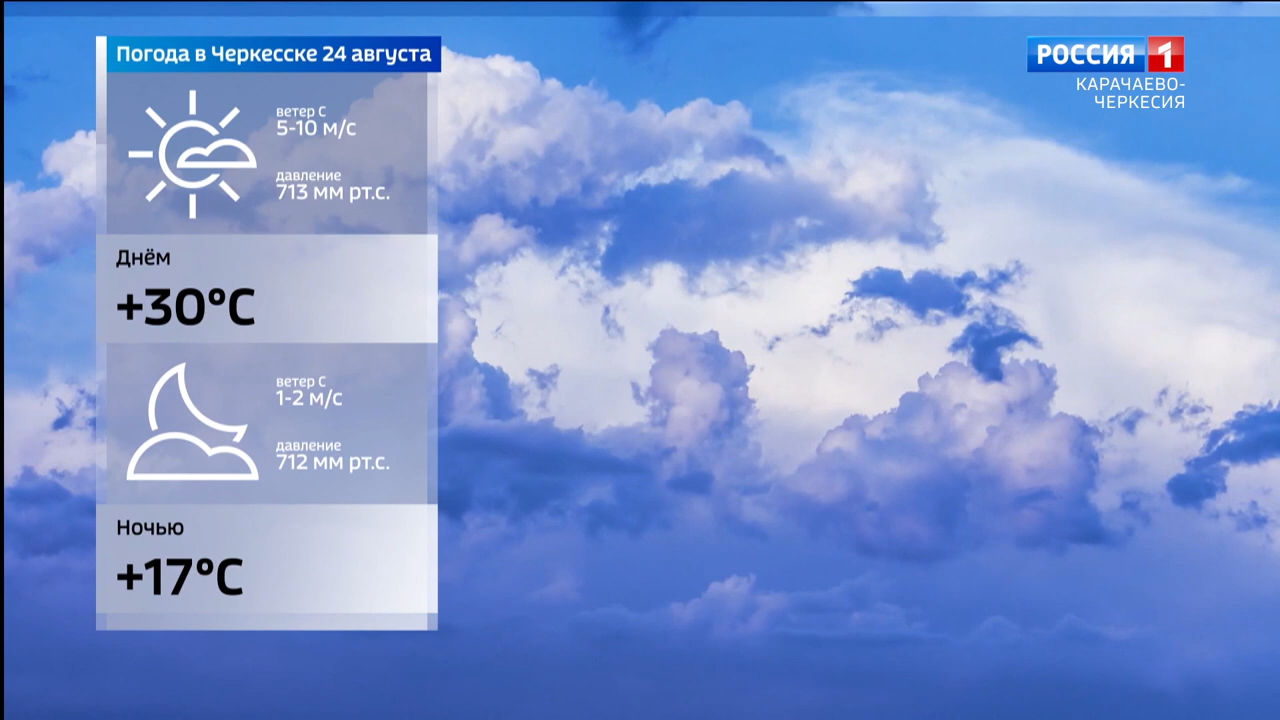 Погода в Черкесске 24 августа
РОССИЯ 1
КАРАЧАЕВО-
ЧЕРКЕСИЯ
ветер С
5-10 м/с
давление
713 мм рт.с.
Днём
+30°C
ветер С
1-2 м/с
давление
712 мм рт.с.
Ночью
+17°C